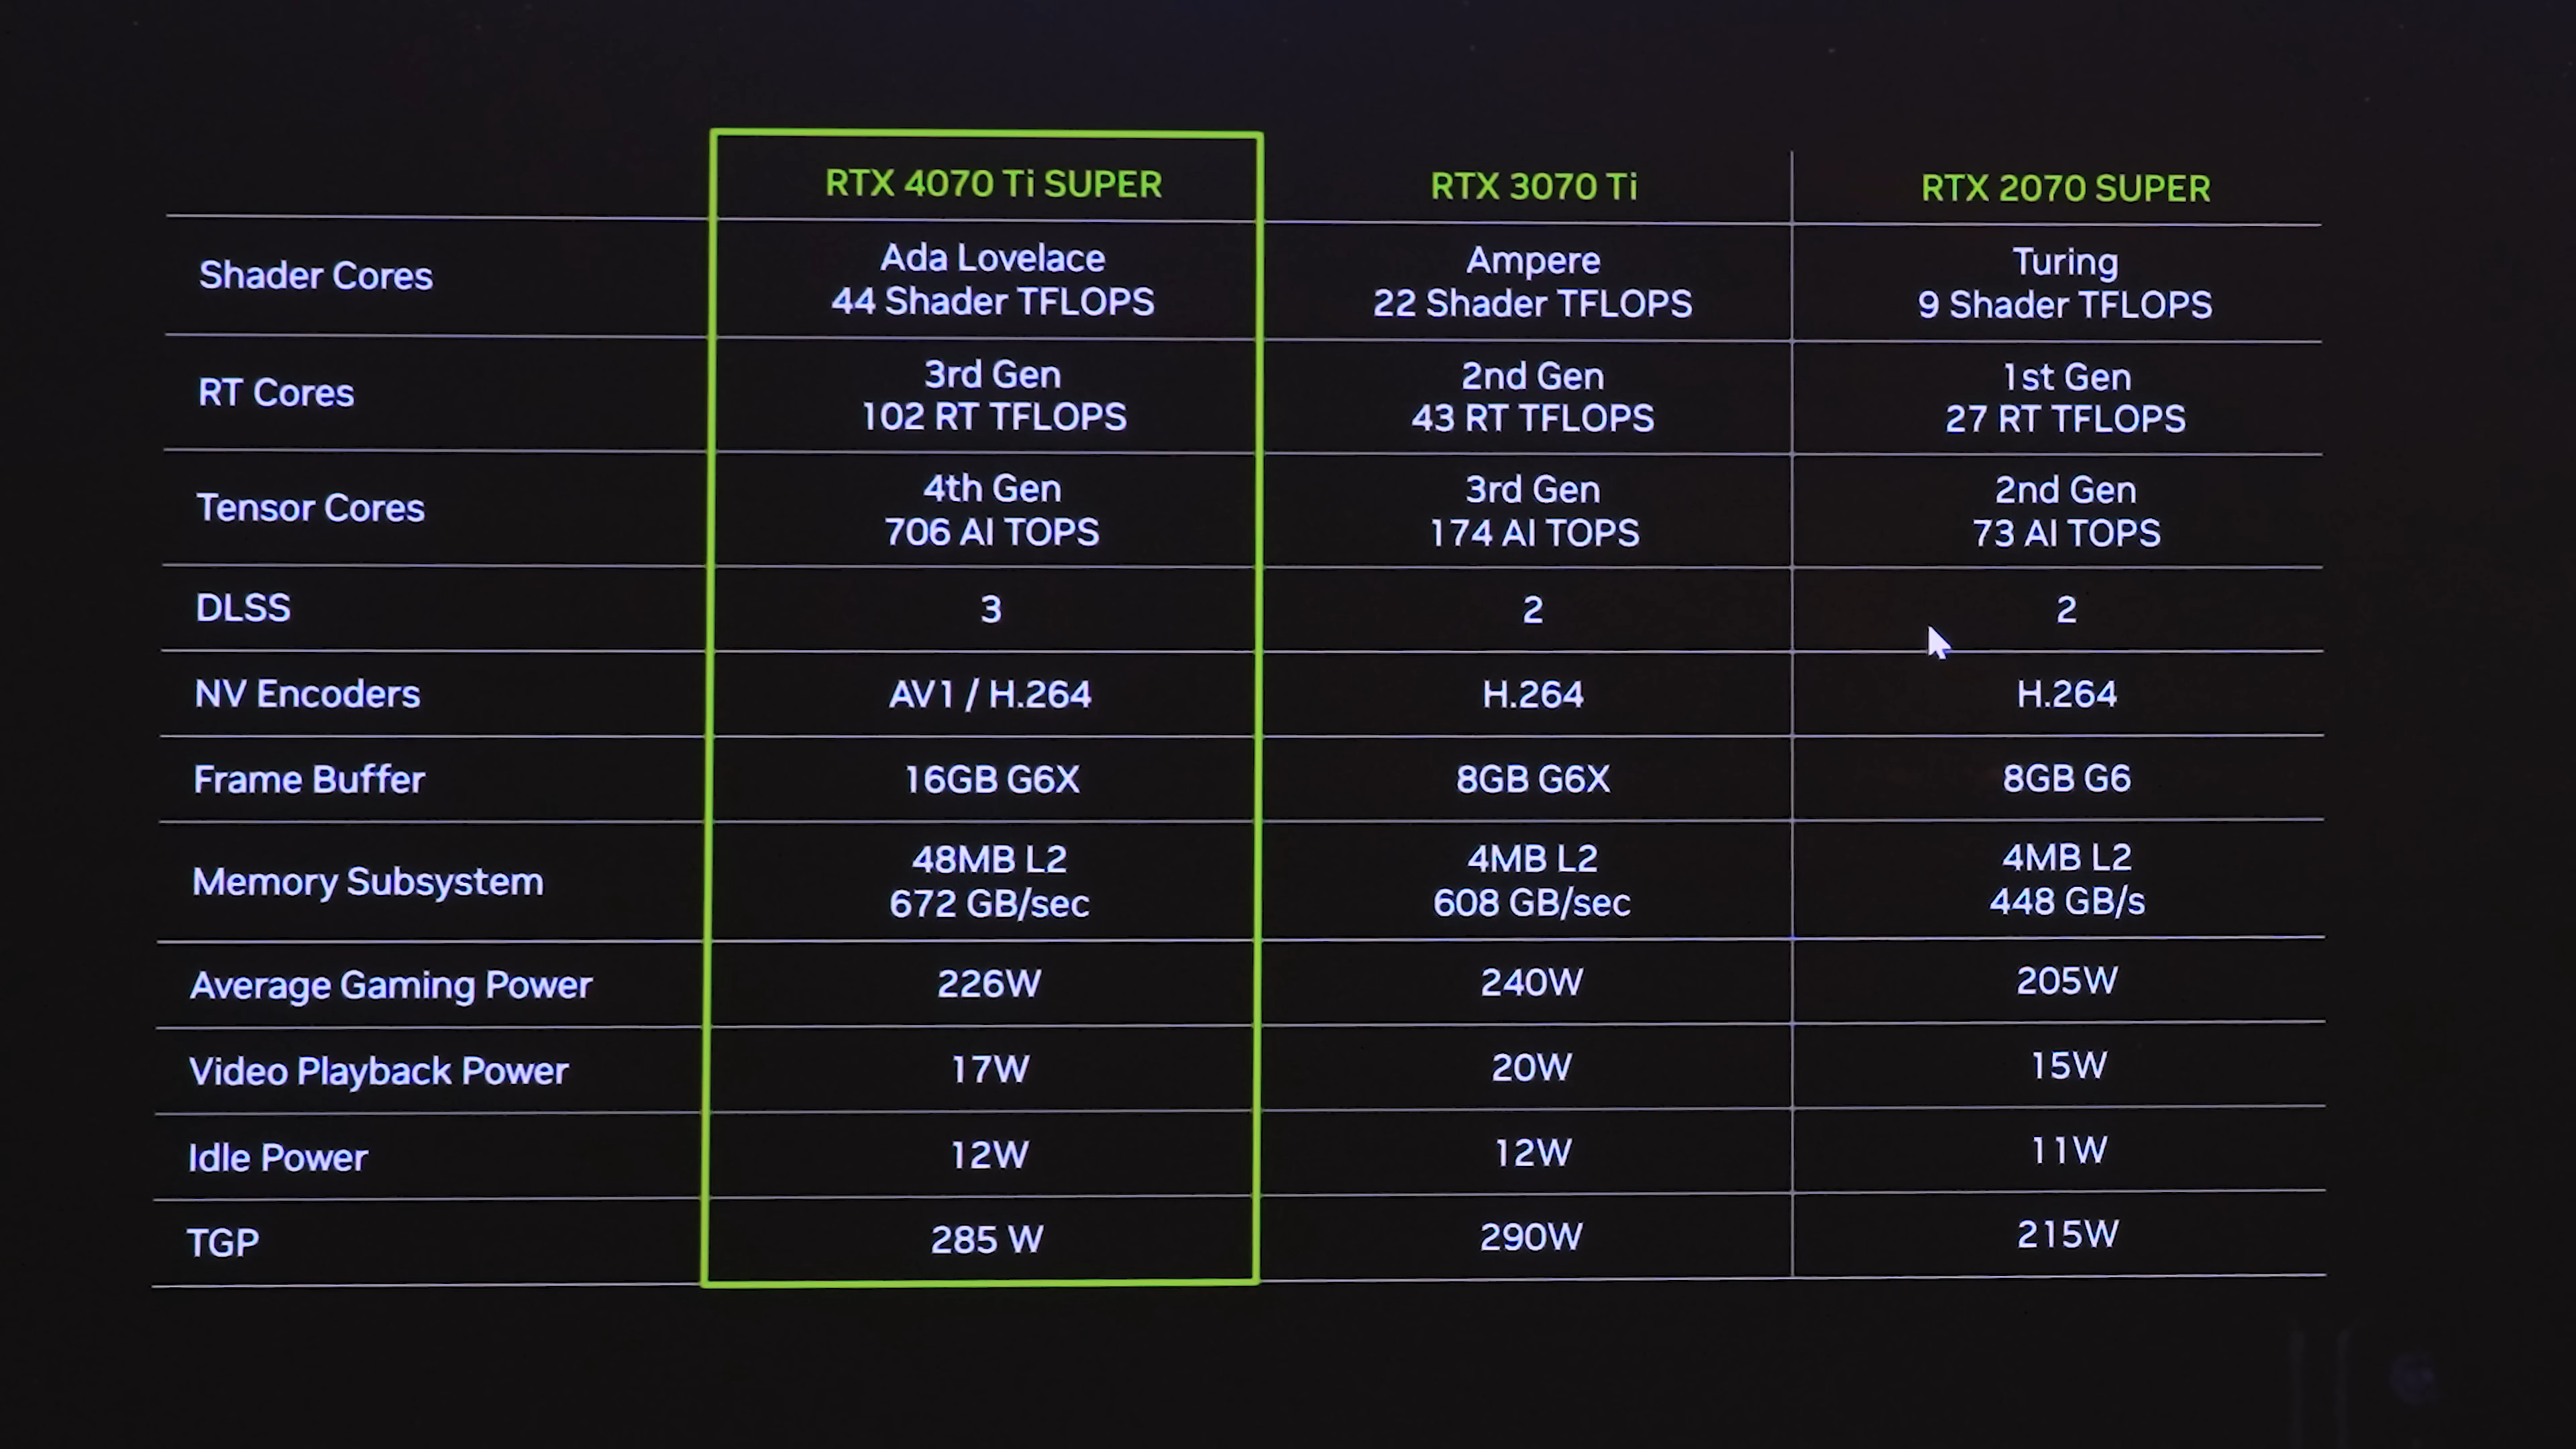 RTX 4070 Ti SUPER RTX 3070 Ti RTX 2070 SUPER
Shader Cores
Ada Lovelace
44 Shader TFLOPS
Ampere
22 Shader TFLOPS
Turing
9 Shader TFLOPS
RT Cores
3rd Gen
102 RT TFLOPS
2nd Gen
43 RT TFLOPS
1st Gen
27 RT TFLOPS
Tensor Cores
4th Gen
706 AI TOPS
3rd Gen
174 AI TOPS
2nd Gen
73 AI TOPS
DLSS 3 2 2
NV Encoders AV1 / H.264 H.264 H.264
Frame Buffer 16GB G6X 8GB G6X 8GB G6
Memory Subsystem
48MB L2
672 GB/sec
4MB L2
608 GB/sec
4MB L2
448 GB/s
Average Gaming Power 226W 240W 205W
Video Playback Power 17W 20W 15W
Idle Power 12W 12W 11W
TGP 285 W 290W 215W